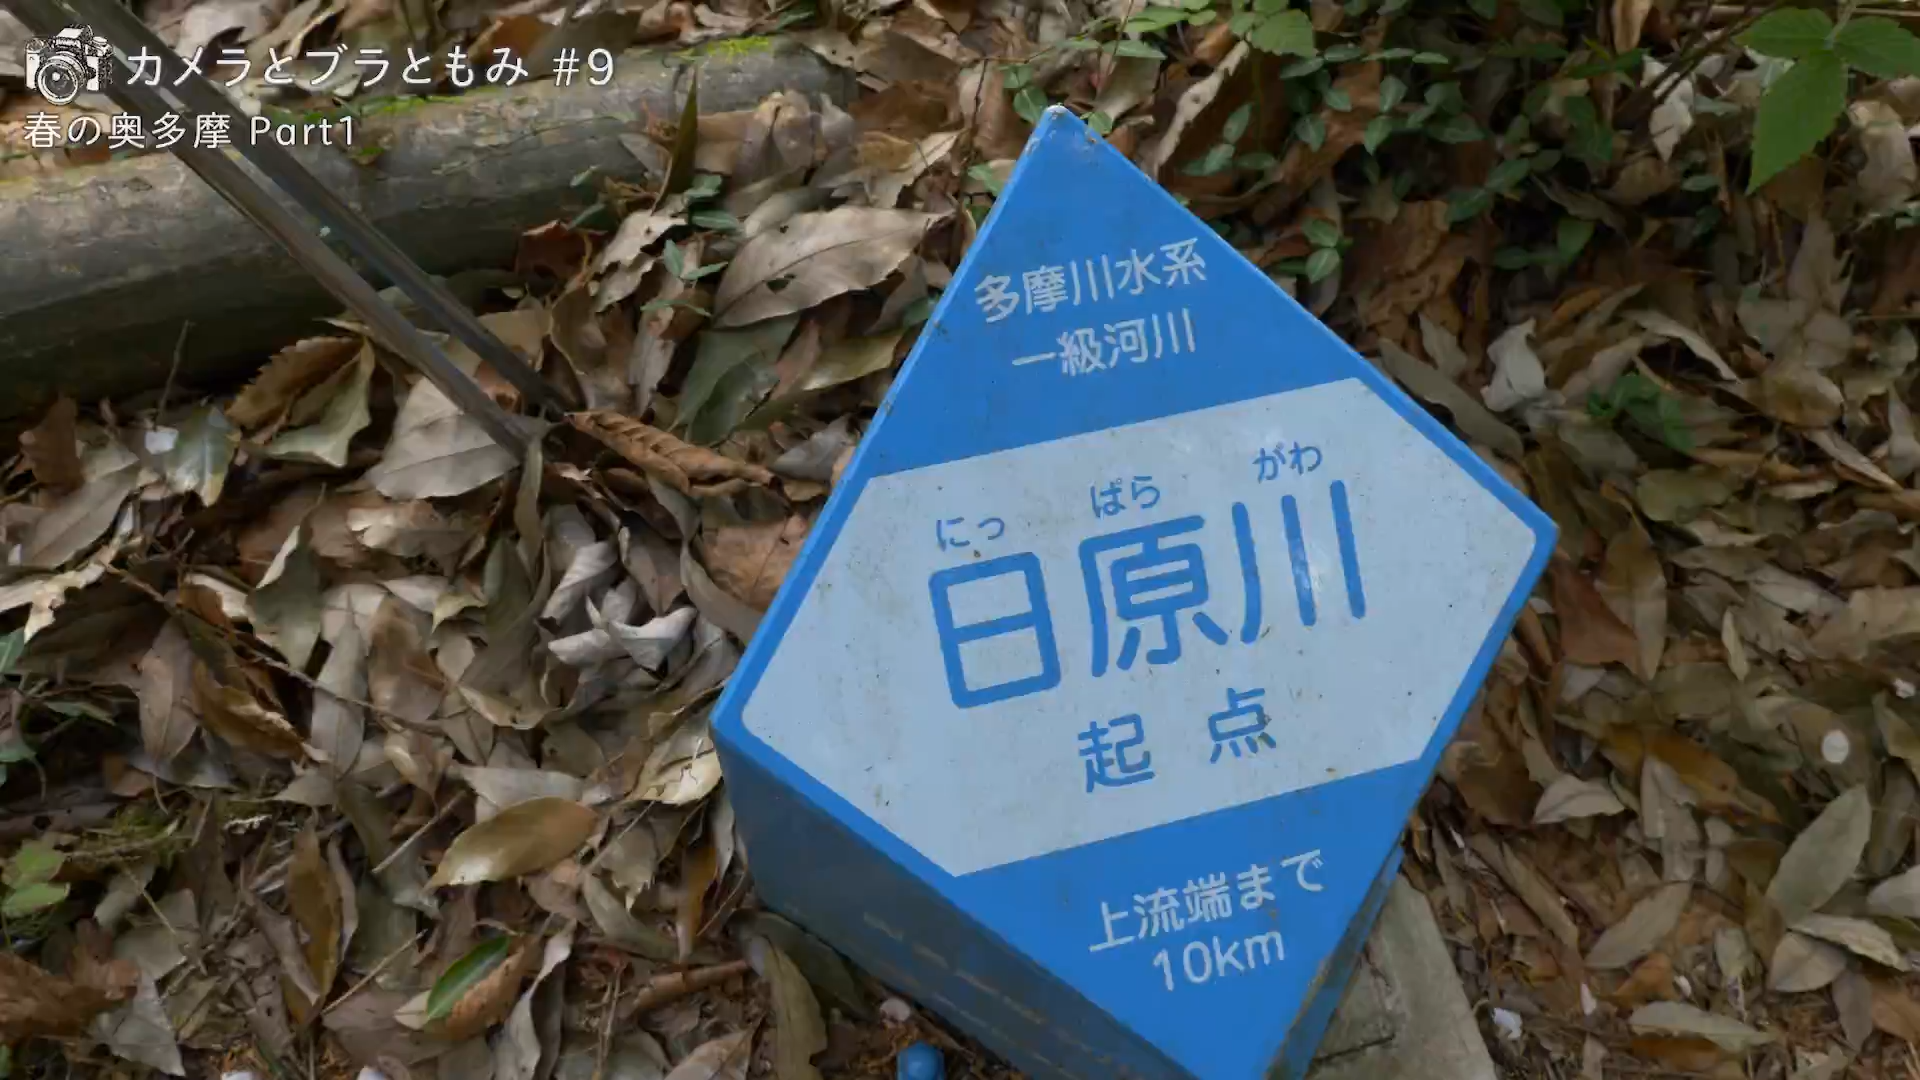 カメラとブラともみ #9
春の奥多摩 Part1
多摩川水系
一級河川
にっ ぱら がわ
日原川
起点
上流端まで
10km